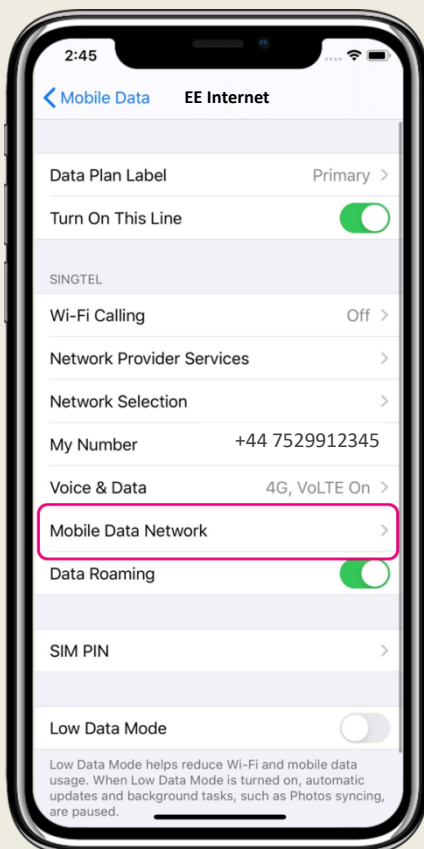 2:45
Mobile Data EE Internet
Data Plan Label Primary
Turn On This Line
SINGTEL
Wi-Fi Calling Off
Network Provider Services
Network Selection
My Number +44 7529912345
Voice & Data 4G, VoLTE On
Mobile Data Network
Data Roaming
SIM PIN
Low Data Mode
Low Data Mode helps reduce Wi-Fi and mobile data
usage. When Low Data Mode is turned on, automatic
updates and background tasks, such as Photos syncing,
are paused.